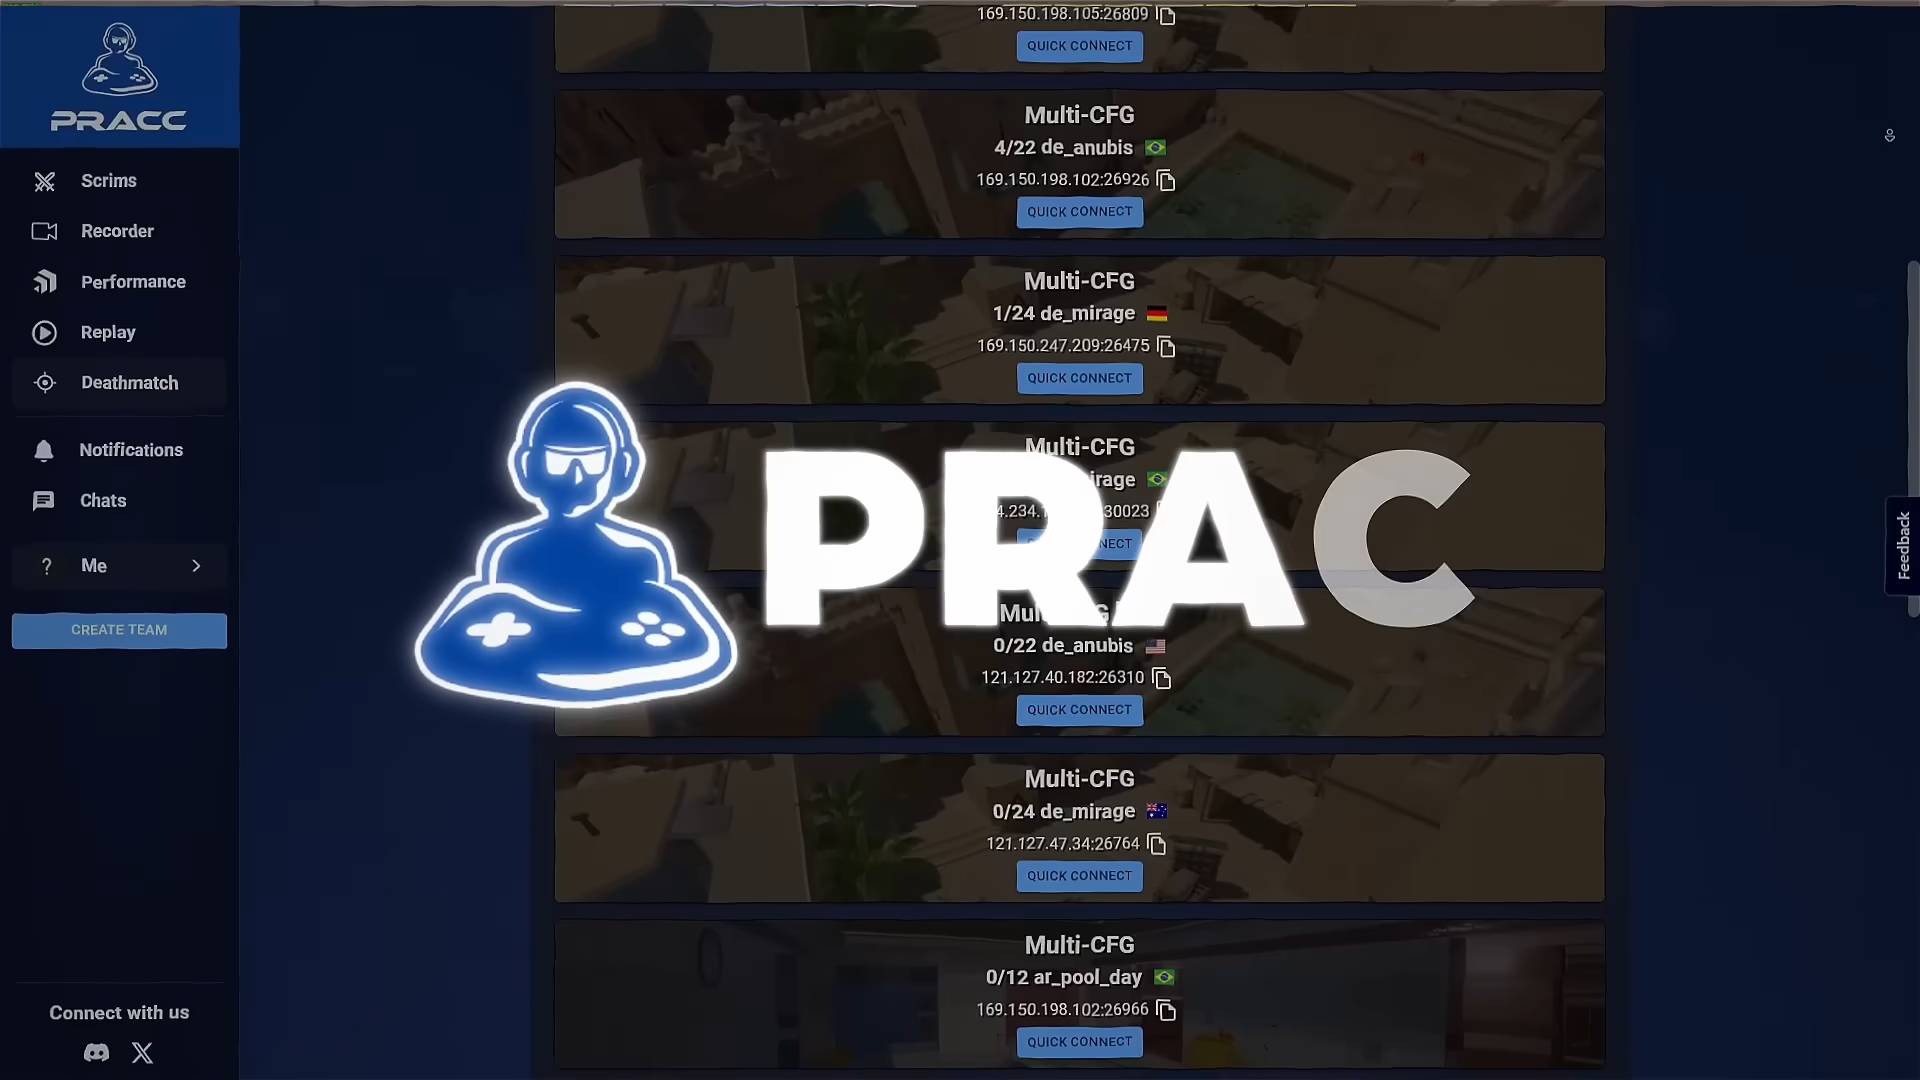 PRACC
Scrims
Recorder
Performance
Replay
Deathmatch
Notifications
Chats
? Me
CREATE TEAM
Connect with us
169.150.198.105:26809
QUICK CONNECT
Multi-CFG
4/22 de_anubis
169.150.198.102:26926
QUICK CONNECT
Multi-CFG
1/24 de_mirage
169.150.247.209:26475
QUICK CONNECT
Multi-CFG
PRAC
0/22 de_anubis
121.127.40.182:26310
QUICK CONNECT
Multi-CFG
0/24 de_mirage
121.127.47.34:26764
QUICK CONNECT
Multi-CFG
0/12 ar_pool_day
169.150.198.102:26966
QUICK CONNECT
Feedback